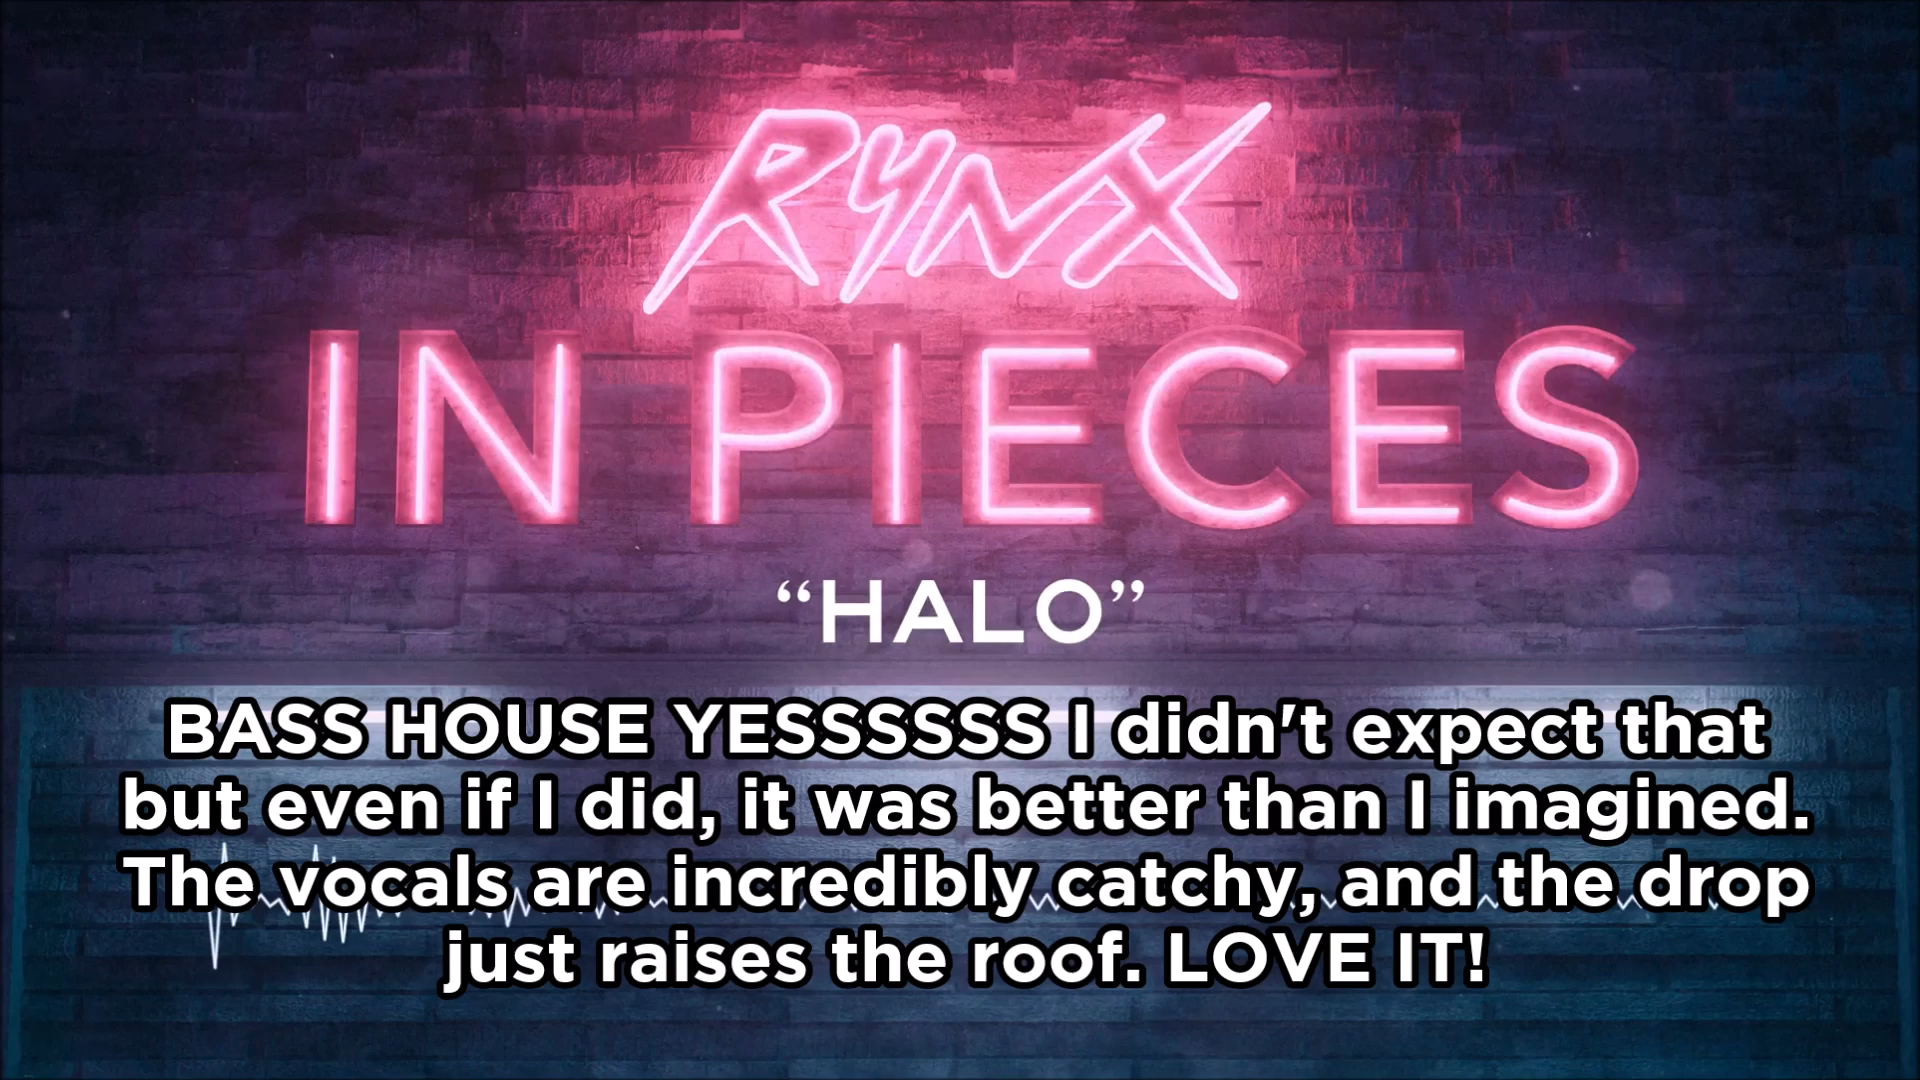 RYNX
IN PIECES
“HALO”
BASS HOUSE YESSSSSS I didn't expect that
but even if I did, it was better than I imagined.
The vocals are incredibly catchy, and the drop
just raises the roof. LOVE IT!